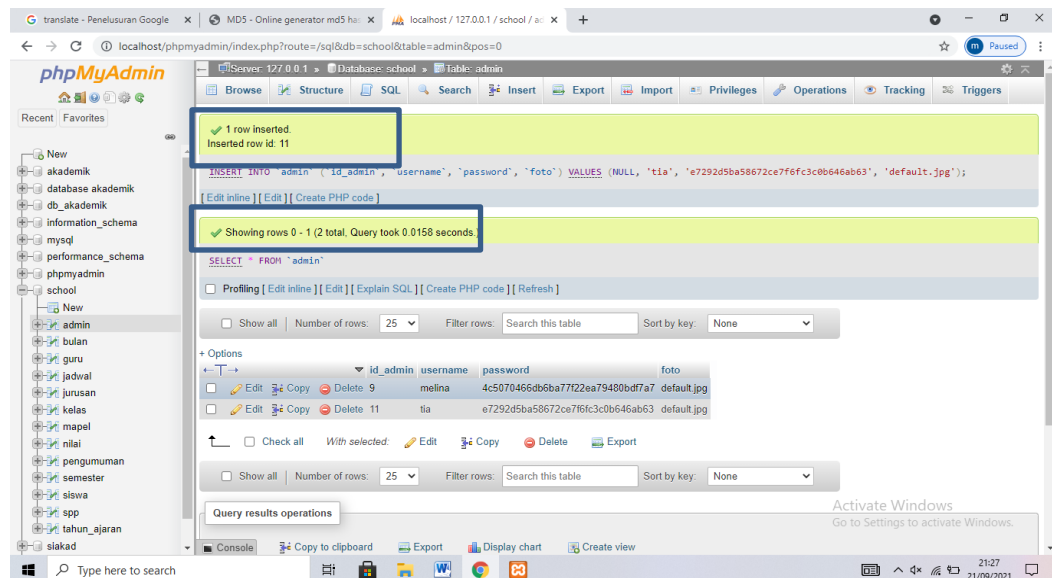 translate - Penelusuran Google
MD5 - Online generator md5 ha
localhost / 127.0.0.1 / school / ad
localhost/phpmyadmin/index.php?route=/sql&db=school&table=admin&pos=0
m Paused
phpMyAdmin
Recent Favorites
New
akademik
database akademik
db_akademik
information_schema
mysql
performance_schema
phpmyadmin
school
New
admin
bulan
guru
jadwal
jurusan
kelas
mapel
nilai
pengumuman
semester
siswa
spp
tahun_ajaran
siakad
Server: 127.0.0.1 » Database: school » Table: admin
Browse Structure SQL Search Insert Export Import Privileges Operations Tracking Triggers
1 row inserted.
Inserted row id: 11
INSERT INTO `admin` (`id_admin`, `username`, `password`, `foto`) VALUES (NULL, 'tia', 'e7292d5ba58672ce7f6fc3c0b646ab63', 'default.jpg');
[ Edit inline ] [ Edit ] [ Create PHP code ]
Showing rows 0 - 1 (2 total, Query took 0.0158 seconds.)
SELECT * FROM `admin`
Profiling [ Edit inline ] [ Edit ] [ Explain SQL ] [ Create PHP code ] [ Refresh ]
Show all | Number of rows: 25 Filter rows: Search this table Sort by key: None
+ Options
←T→ id_admin username password foto
Edit Copy Delete 9 melina 4c5070466db6ba77f22ea79480bdf7a7 default.jpg
Edit Copy Delete 11 tia e7292d5ba58672ce7f6fc3c0b646ab63 default.jpg
Check all With selected: Edit Copy Delete Export
Show all | Number of rows: 25 Filter rows: Search this table Sort by key: None
Query results operations
Activate Windows
Go to Settings to activate Windows.
Console Copy to clipboard Export Display chart Create view
Type here to search
21:27
21/09/2021